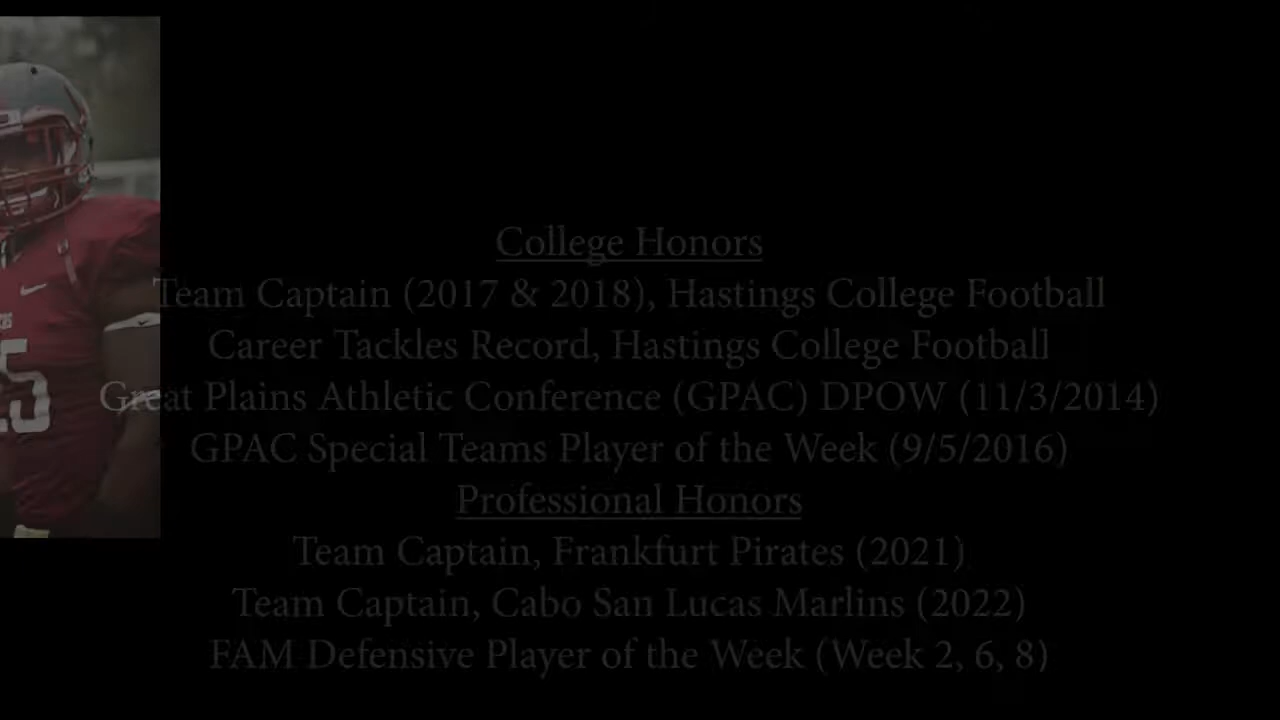 College Honors
Team Captain (2017 & 2018), Hastings College Football
Career Tackles Record, Hastings College Football
Great Plains Athletic Conference (GPAC) DPOW (11/3/2014)
GPAC Special Teams Player of the Week (9/5/2016)
Professional Honors
Team Captain, Frankfurt Pirates (2021)
Team Captain, Cabo San Lucas Marlins (2022)
FAM Defensive Player of the Week (Week 2, 6, 8)
5